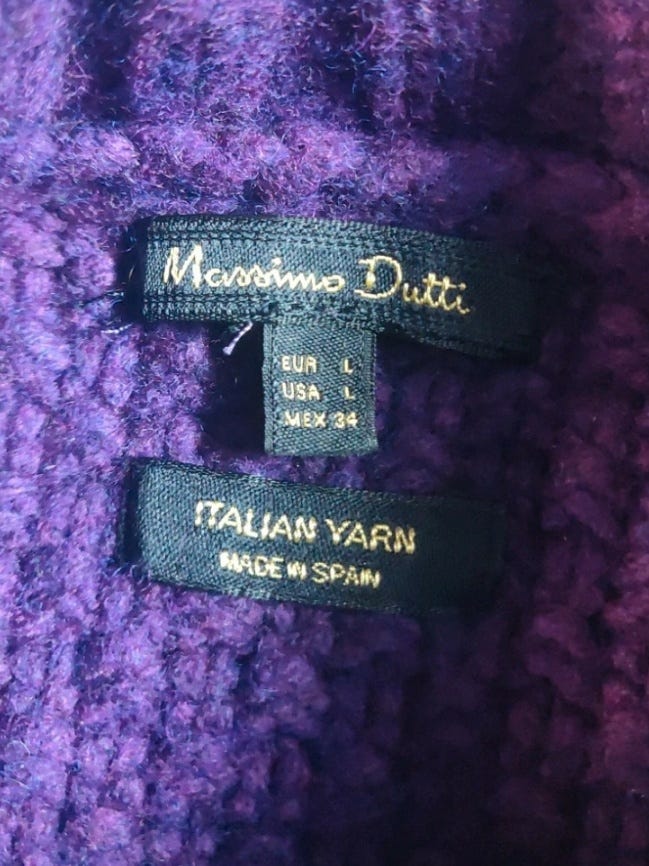 Massimo Dutti
EUR L
USA L
MEX 34
ITALIAN YARN
MADE IN SPAIN